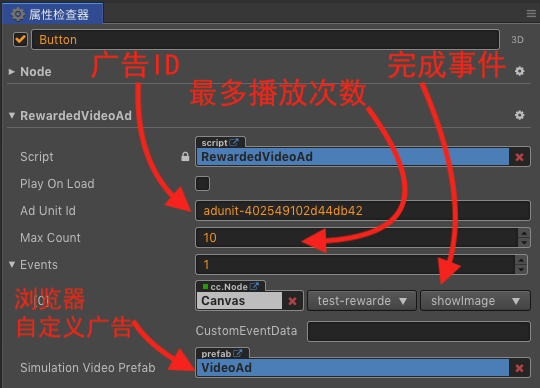 属性检查器
Button
3D
广告ID
完成事件
Node
最多播放次数
RewardedVideoAd
script
Script
RewardedVideoAd
Play On Load
Ad Unit Id
adunit-402549102d44db42
Max Count
10
Events
1
cc.Node
Canvas
test-rewarde
showImage
浏览器
自定义广告
CustomEventData
prefab
Simulation Video Prefab
VideoAd